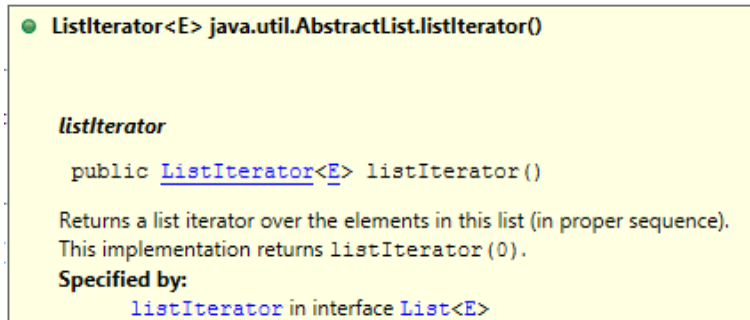 ListIterator<E> java.util.AbstractList.listIterator()
listIterator
public ListIterator<E> listIterator()
Returns a list iterator over the elements in this list (in proper sequence).
This implementation returns listIterator(0).
Specified by:
listIterator in interface List<E>